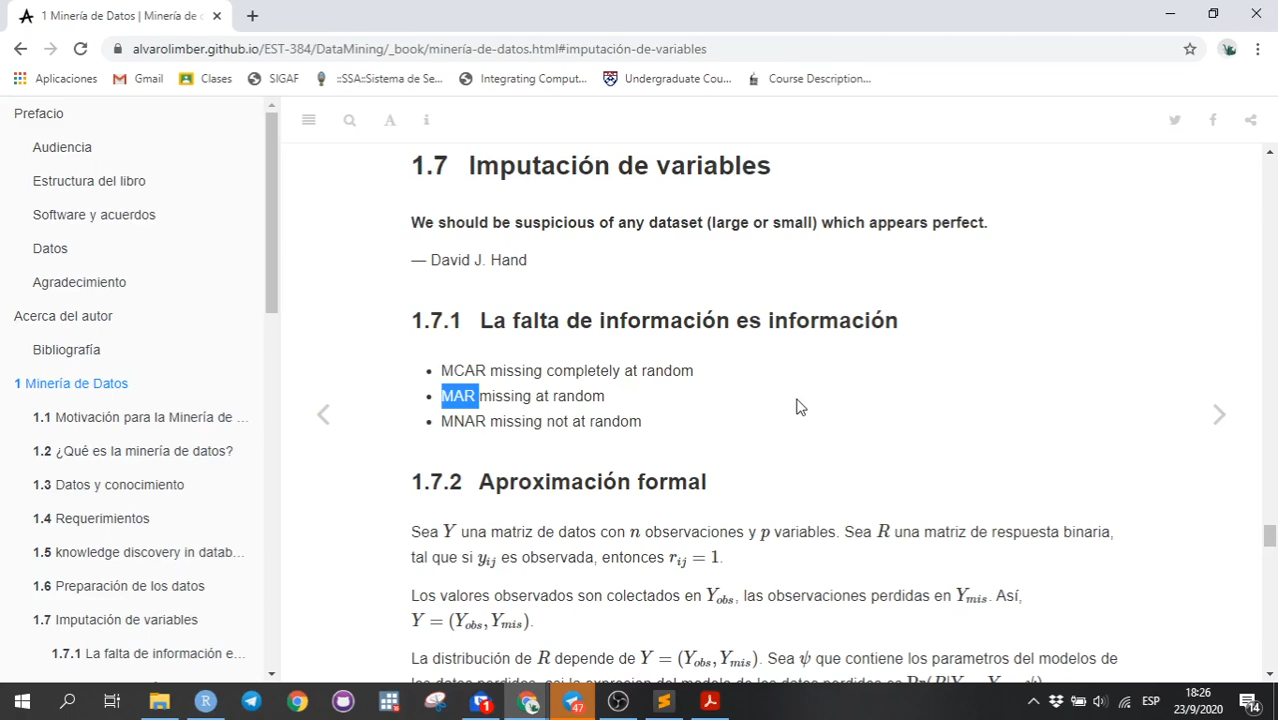 1 Minería de Datos | Minería de
alvarolimber.github.io/EST-384/DataMining/_book/minería-de-datos.html#imputación-de-variables
Aplicaciones
Gmail
Clases
SIGAF
::SSA::Sistema de Se...
Integrating Comput...
Undergraduate Cou...
Course Description...
Prefacio
Audiencia
Estructura del libro
Software y acuerdos
Datos
Agradecimiento
Acerca del autor
Bibliografía
1 Minería de Datos
1.1 Motivación para la Minería de ...
1.2 ¿Qué es la minería de datos?
1.3 Datos y conocimiento
1.4 Requerimientos
1.5 knowledge discovery in datab...
1.6 Preparación de los datos
1.7 Imputación de variables
1.7.1 La falta de información e...
1.7 Imputación de variables
We should be suspicious of any dataset (large or small) which appears perfect.
— David J. Hand
1.7.1 La falta de información es información
• MCAR missing completely at random
• MAR missing at random
• MNAR missing not at random
1.7.2 Aproximación formal
Sea Y una matriz de datos con n observaciones y p variables. Sea R una matriz de respuesta binaria,
tal que si y_ij es observada, entonces r_ij = 1.
Los valores observados son colectados en Y_obs, las observaciones perdidas en Y_mis. Así,
Y = (Y_obs, Y_mis).
La distribución de R depende de Y = (Y_obs, Y_mis). Sea ψ que contiene los parametros del modelos de
47
ESP
18:26
23/9/2020
14